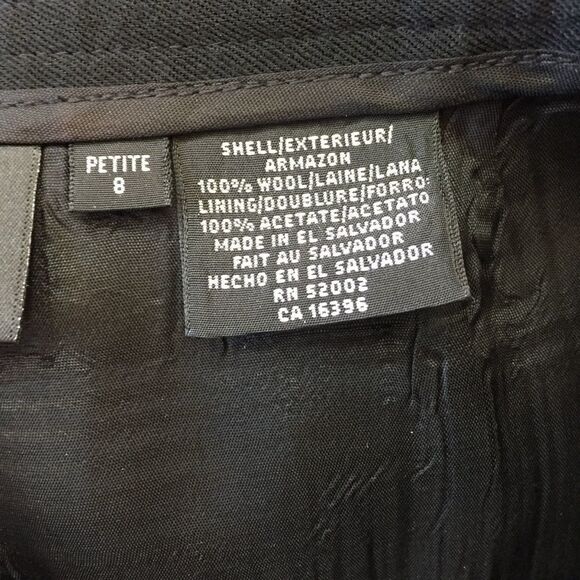 PETITE
8
SHELL/EXTERIEUR/
ARMAZON
100% WOOL/LAINE/LANA
LINING/DOUBLURE/FORRO:
100% ACETATE/ACETATO
MADE IN EL SALVADOR
FAIT AU SALVADOR
HECHO EN EL SALVADOR
RN 52002
CA 16396